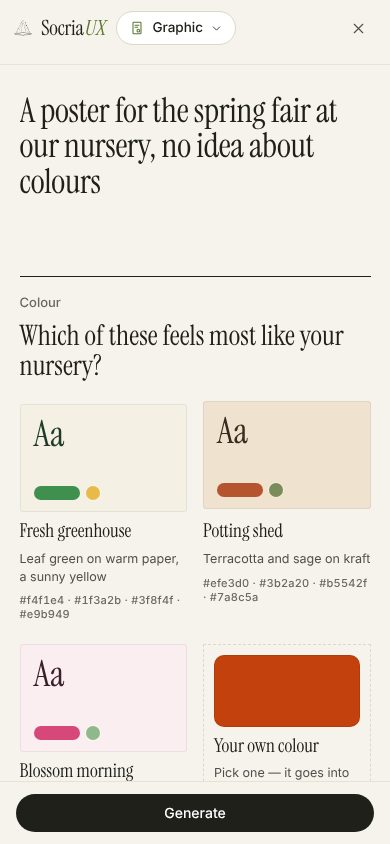 SocriaUX
Graphic
A poster for the spring fair at
our nursery, no idea about
colours
Colour
Which of these feels most like your
nursery?
Aa
Fresh greenhouse
Leaf green on warm paper,
a sunny yellow
#f4f1e4 · #1f3a2b · #3f8f4f ·
#e9b949
Aa
Potting shed
Terracotta and sage on kraft
#efe3d0 · #3b2a20 · #b5542f
· #7a8c5a
Aa
Blossom morning
Your own colour
Pick one — it goes into
Generate